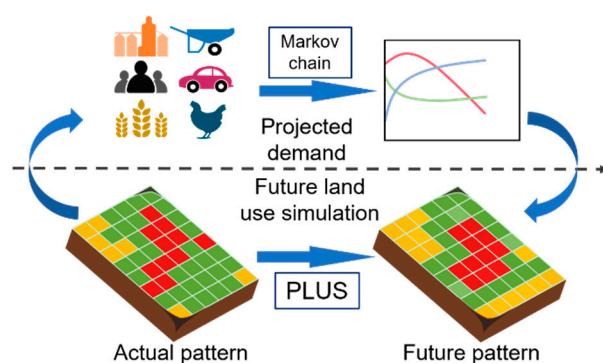 Markov
chain
Projected
demand
Future land
use simulation
PLUS
Actual pattern
Future pattern